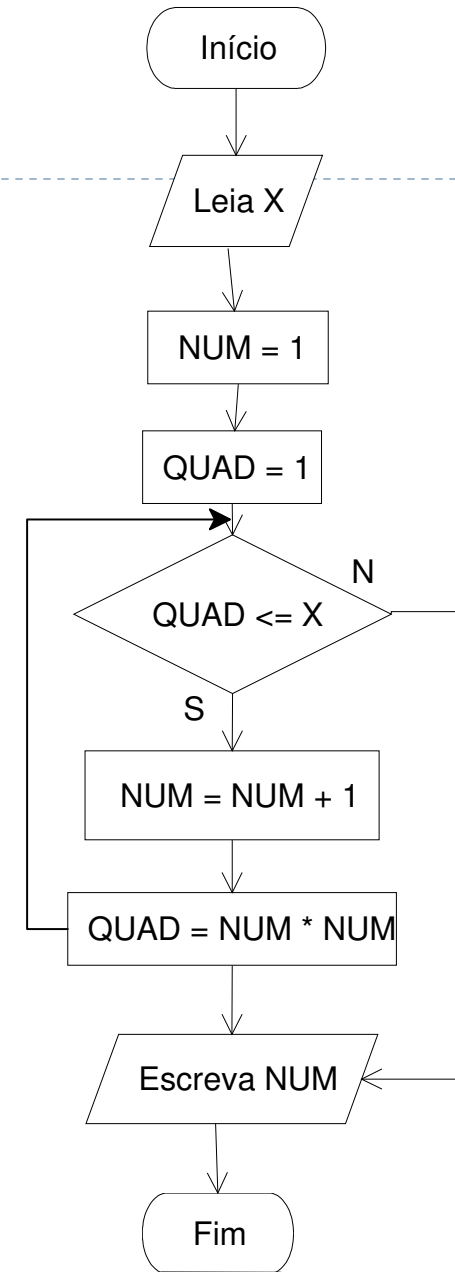 Início
Leia X
NUM = 1
QUAD = 1
N
QUAD <= X
S
NUM = NUM + 1
QUAD = NUM * NUM
Escreva NUM
Fim